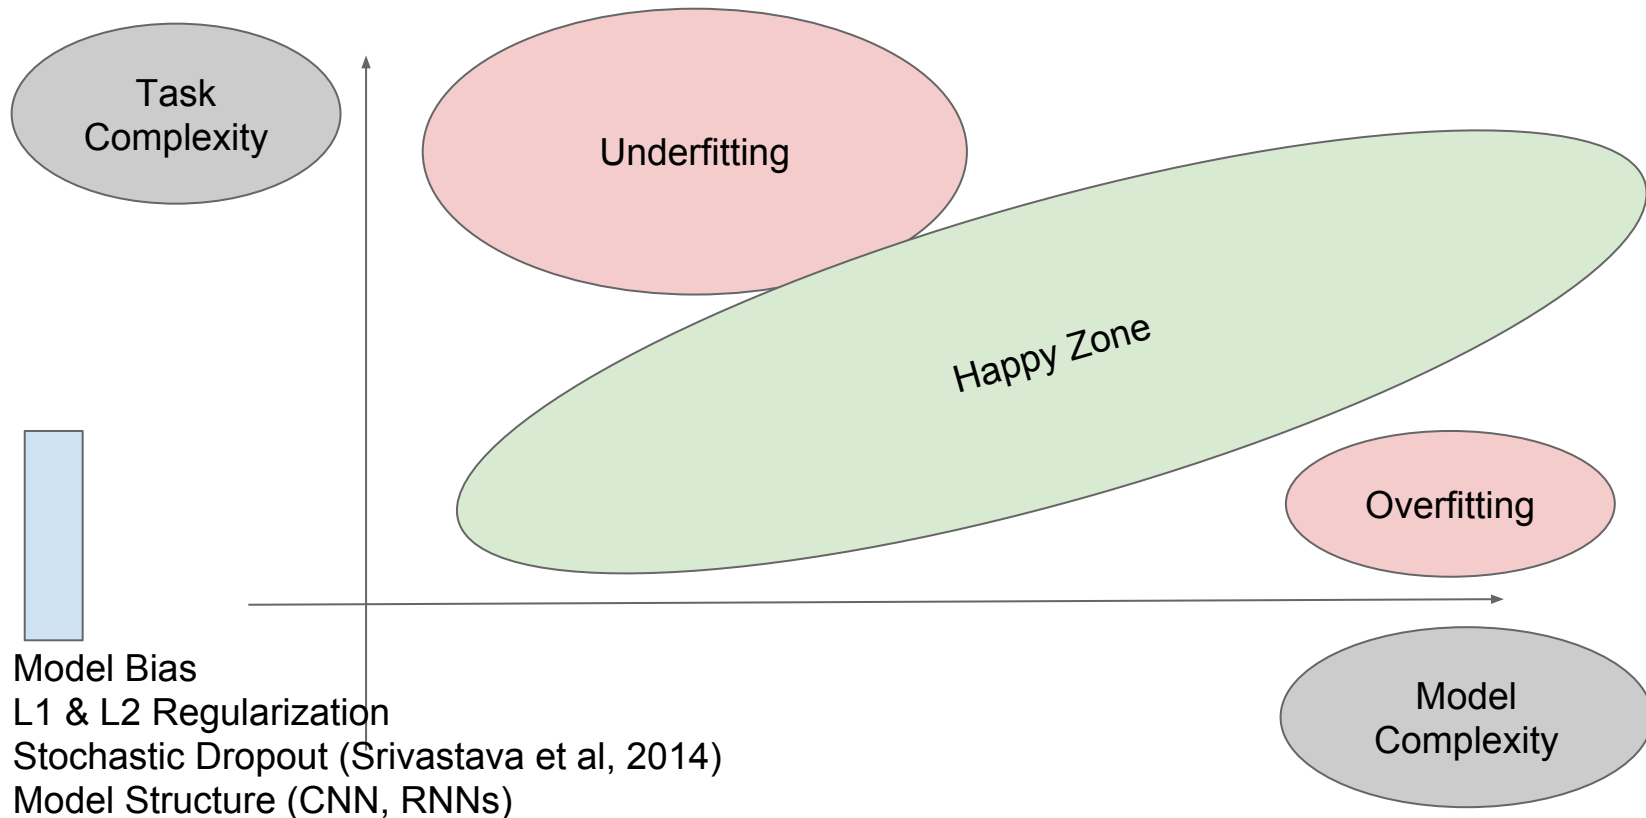 Task
Complexity
Underfitting
Happy Zone
Overfitting
Model Bias
L1 & L2 Regularization
Stochastic Dropout (Srivastava et al, 2014)
Model Structure (CNN, RNNs)
Model
Complexity